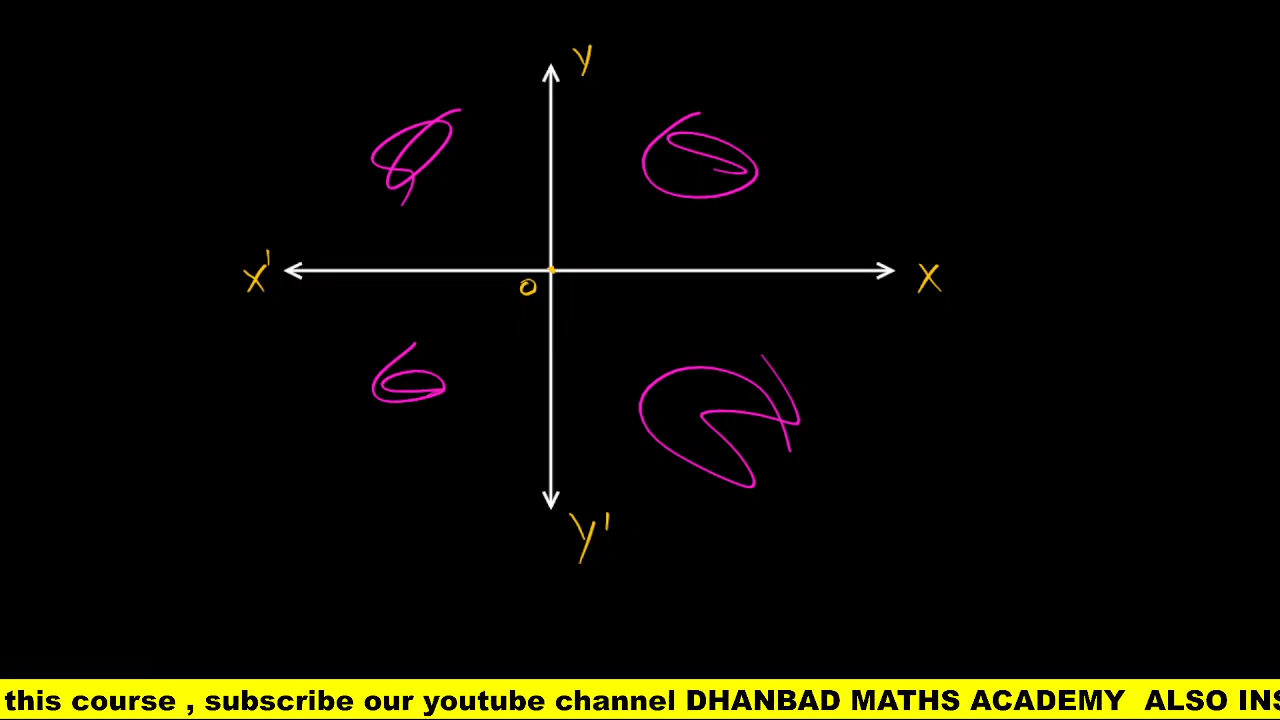 Y
X' X
O
Y'
this course , subscribe our youtube channel DHANBAD MATHS ACADEMY ALSO INS